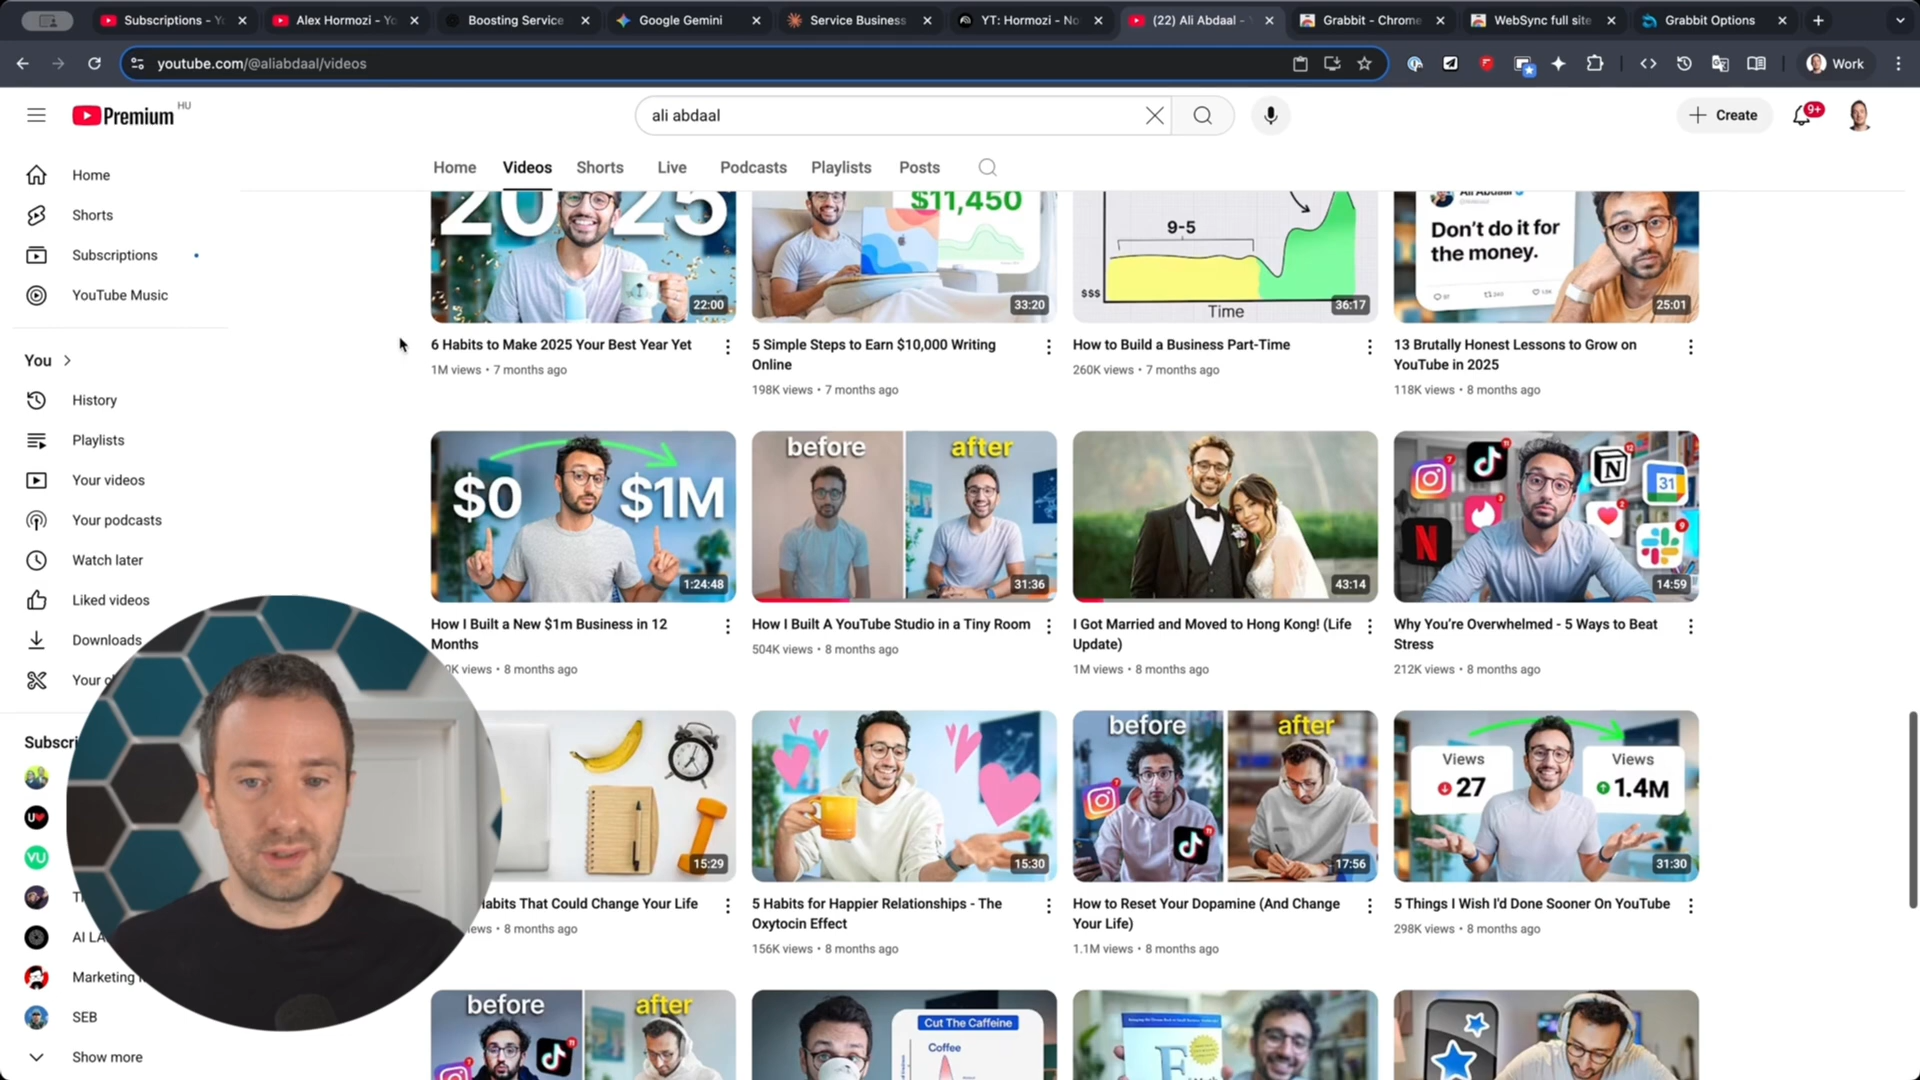 Subscriptions - Yo
Alex Hormozi - Yo
Boosting Service
Google Gemini
Service Business
YT: Hormozi - No
(22) Ali Abdaal -
Grabbit - Chrome
WebSync full site
Grabbit Options
youtube.com/@aliabdaal/videos
Work
Premium
HU
ali abdaal
Create
9+
Home
Videos
Shorts
Live
Podcasts
Playlists
Posts
Home
Shorts
Subscriptions
YouTube Music
You
History
Playlists
Your videos
Your podcasts
Watch later
Liked videos
Downloads
Your
Show more
AI
Marketing
SEB
2025
22:00
6 Habits to Make 2025 Your Best Year Yet
1M views • 7 months ago
$11,450
33:20
5 Simple Steps to Earn $10,000 Writing
Online
198K views • 7 months ago
9-5
$$$
Time
36:17
How to Build a Business Part-Time
260K views • 7 months ago
Ali Abdaal
Don't do it for
the money.
25:01
13 Brutally Honest Lessons to Grow on
YouTube in 2025
118K views • 8 months ago
$0
$1M
1:24:48
How I Built a New $1m Business in 12
Months
views • 8 months ago
before
after
31:36
How I Built A YouTube Studio in a Tiny Room
504K views • 8 months ago
43:14
I Got Married and Moved to Hong Kong! (Life
Update)
1M views • 8 months ago
31
14:59
Why You're Overwhelmed - 5 Ways to Beat
Stress
212K views • 8 months ago
15:29
Habits That Could Change Your Life
views • 8 months ago
15:30
5 Habits for Happier Relationships - The
Oxytocin Effect
156K views • 8 months ago
before
after
17:56
How to Reset Your Dopamine (And Change
Your Life)
1.1M views • 8 months ago
Views
27
Views
1.4M
31:30
5 Things I Wish I'd Done Sooner On YouTube
298K views • 8 months ago
before
after
Cut The Caffeine
Coffee